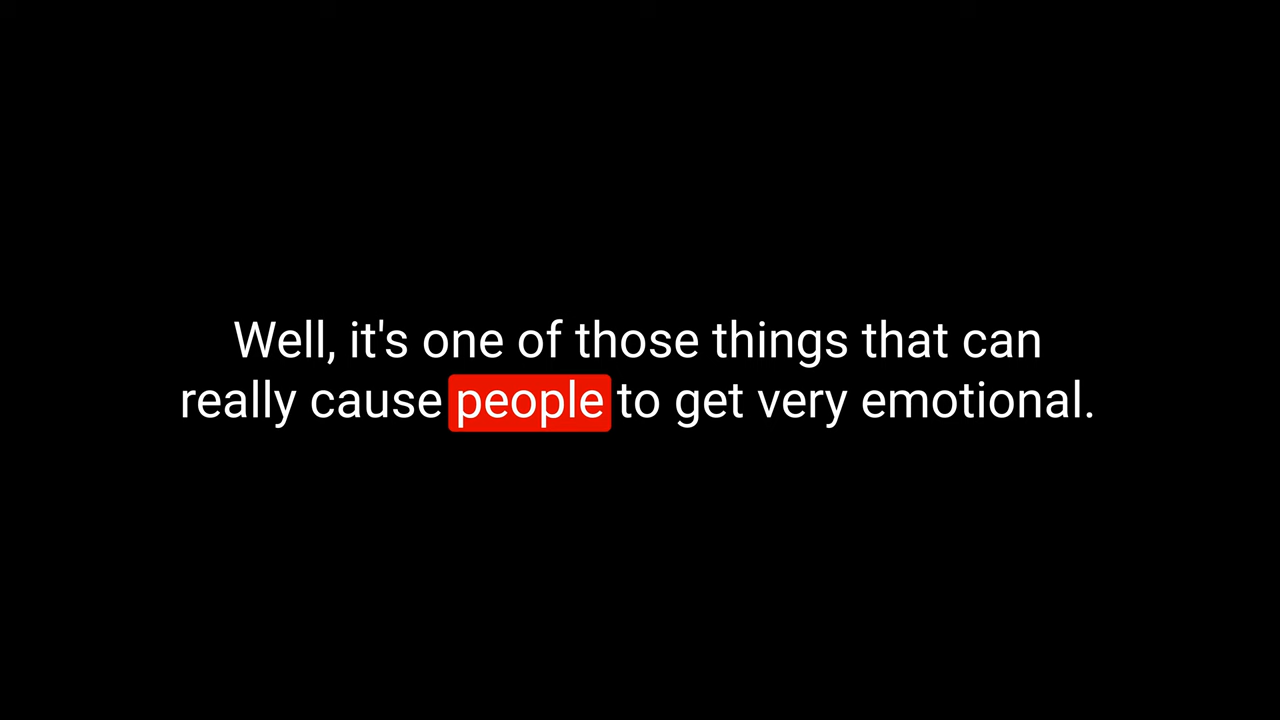 Well, it's one of those things that can
really cause people to get very emotional.